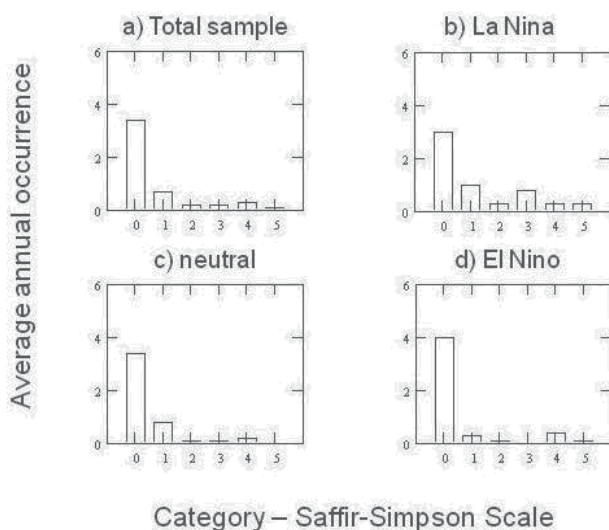 a) Total sample
b) La Nina
6
4
2
0
0 1 2 3 4 5
6
4
2
0
0 1 2 3 4 5
Average annual occurrence
c) neutral
d) El Nino
6
4
2
0
0 1 2 3 4 5
6
4
2
0
0 1 2 3 4 5
Category – Saffir-Simpson Scale